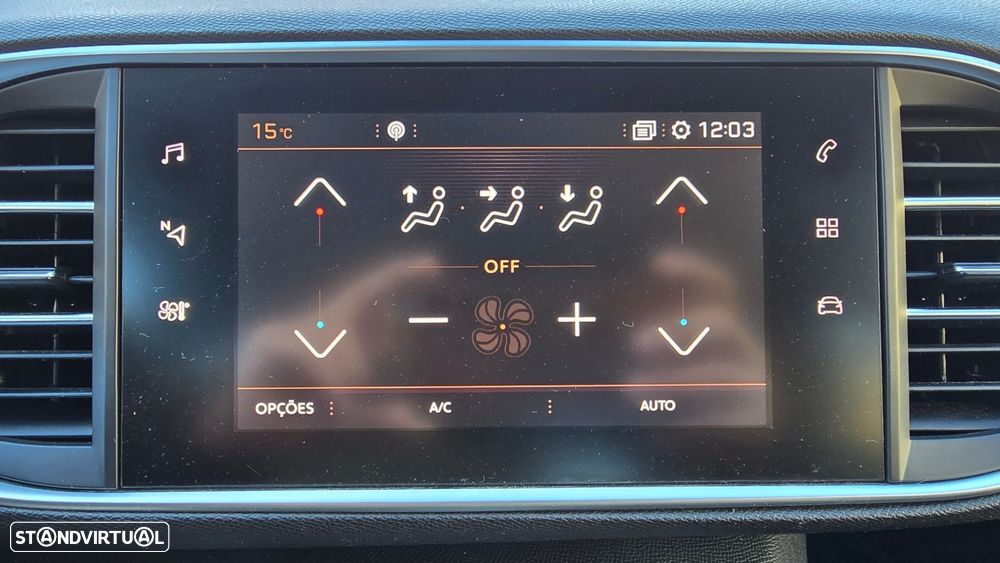 15°C
12:03
N
OFF
OPÇÕES A/C AUTO
STANDVIRTUAL